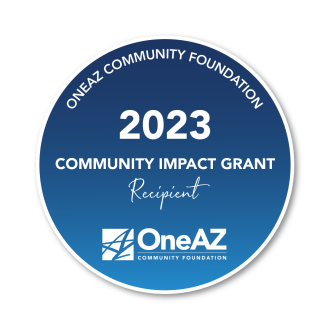 ONEAZ COMMUNITY FOUNDATION
2023
COMMUNITY IMPACT GRANT
Recipient
OneAZ
COMMUNITY FOUNDATION